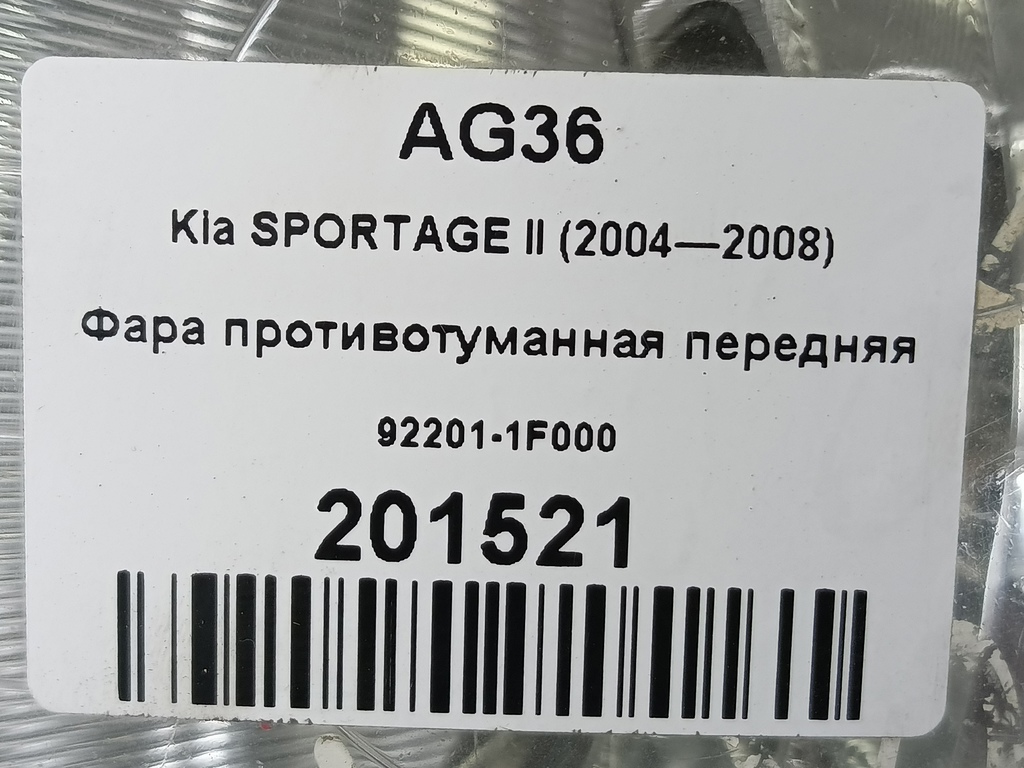 AG36
Kia SPORTAGE II (2004—2008)
Фара противотуманная передняя
92201-1F000
201521